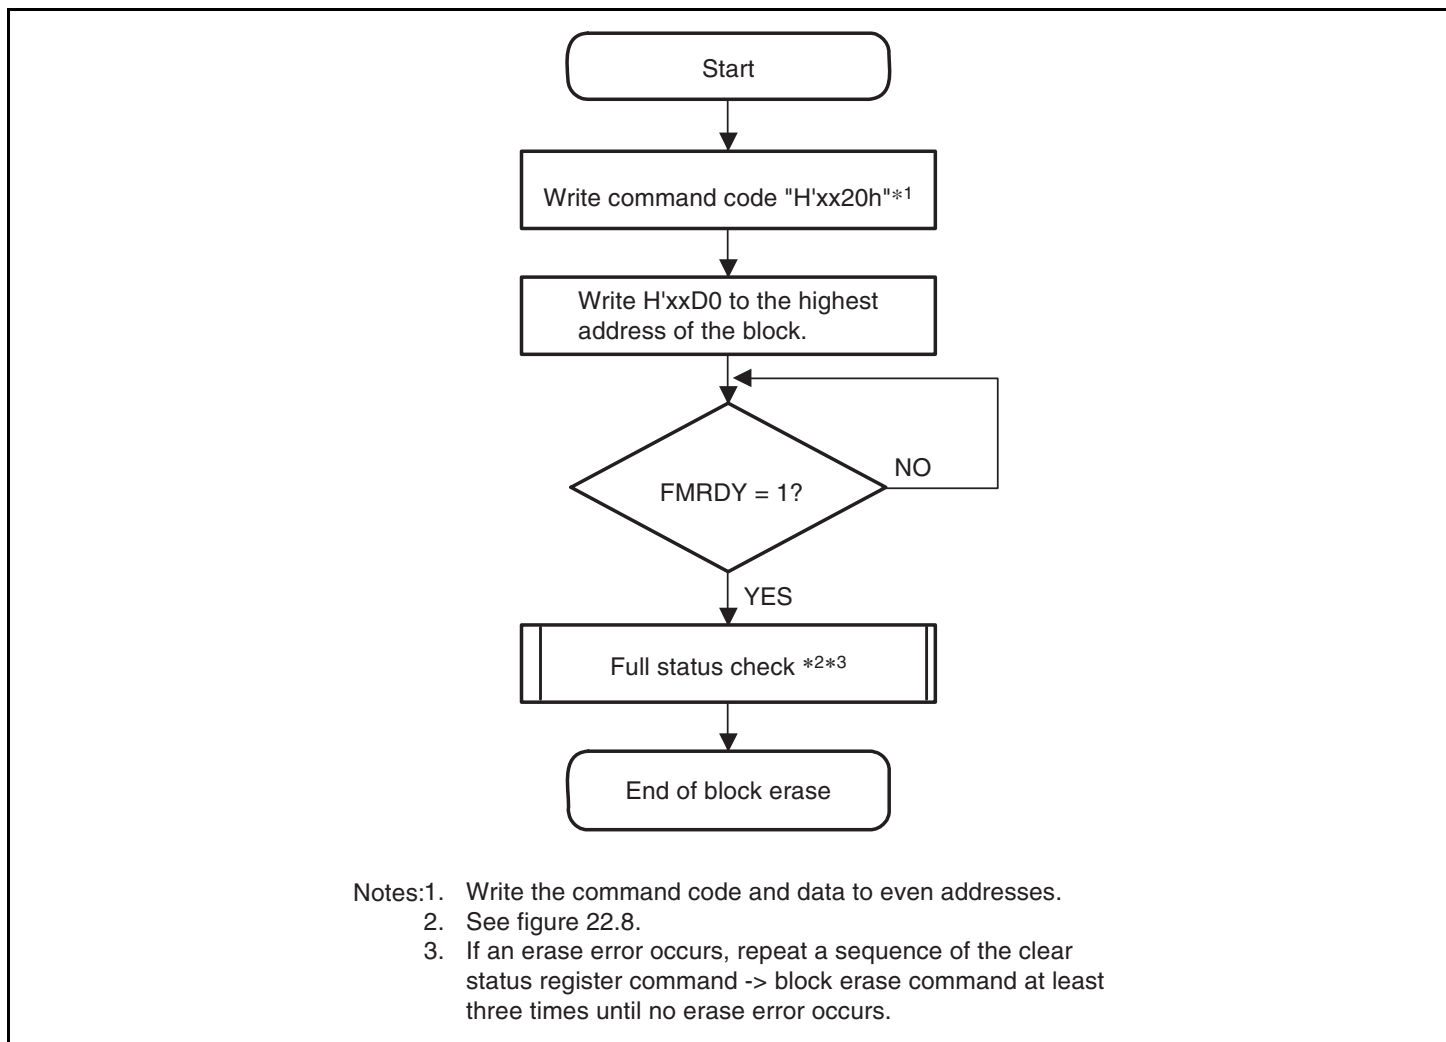 Start
Write command code "H'xx20h"*1
Write H'xxD0 to the highest
address of the block.
NO
FMRDY = 1?
YES
Full status check *2*3
End of block erase
Notes:1. Write the command code and data to even addresses.
2. See figure 22.8.
3. If an erase error occurs, repeat a sequence of the clear
status register command -> block erase command at least
three times until no erase error occurs.